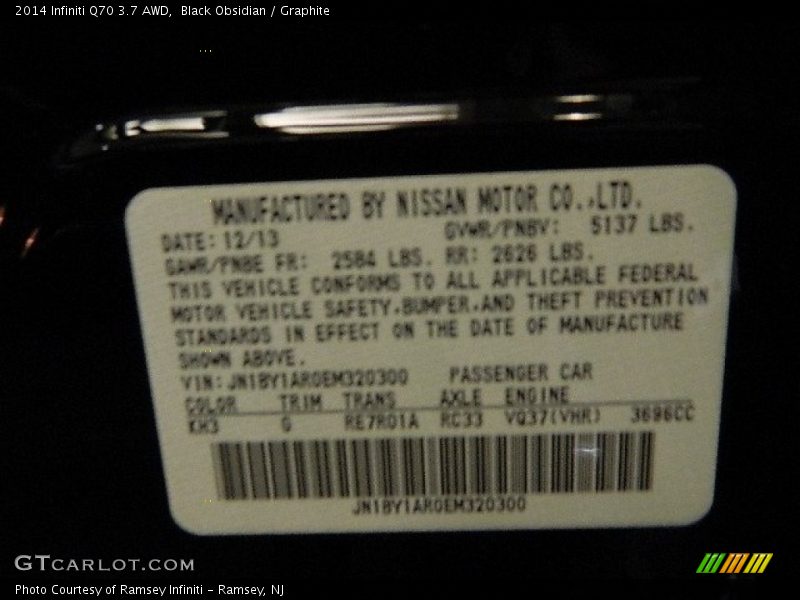 2014 Infiniti Q70 3.7 AWD,  Black Obsidian / Graphite
MANUFACTURED BY NISSAN MOTOR CO.,LTD.
DATE: 12/13 GVWR/PNBV: 5137 LBS.
GAWR/PNBE FR: 2584 LBS. RR: 2626 LBS.
THIS VEHICLE CONFORMS TO ALL APPLICABLE FEDERAL
MOTOR VEHICLE SAFETY,BUMPER,AND THEFT PREVENTION
STANDARDS IN EFFECT ON THE DATE OF MANUFACTURE
SHOWN ABOVE.
VIN: JN1BY1AR0EM320300 PASSENGER CAR
COLOR TRIM TRANS AXLE ENGINE
KH3 G RE7R01A RC33 VQ37(VHR) 3696CC
JN1BY1AR0EM320300
GTCARLOT.COM
Photo Courtesy of Ramsey Infiniti - Ramsey, NJ